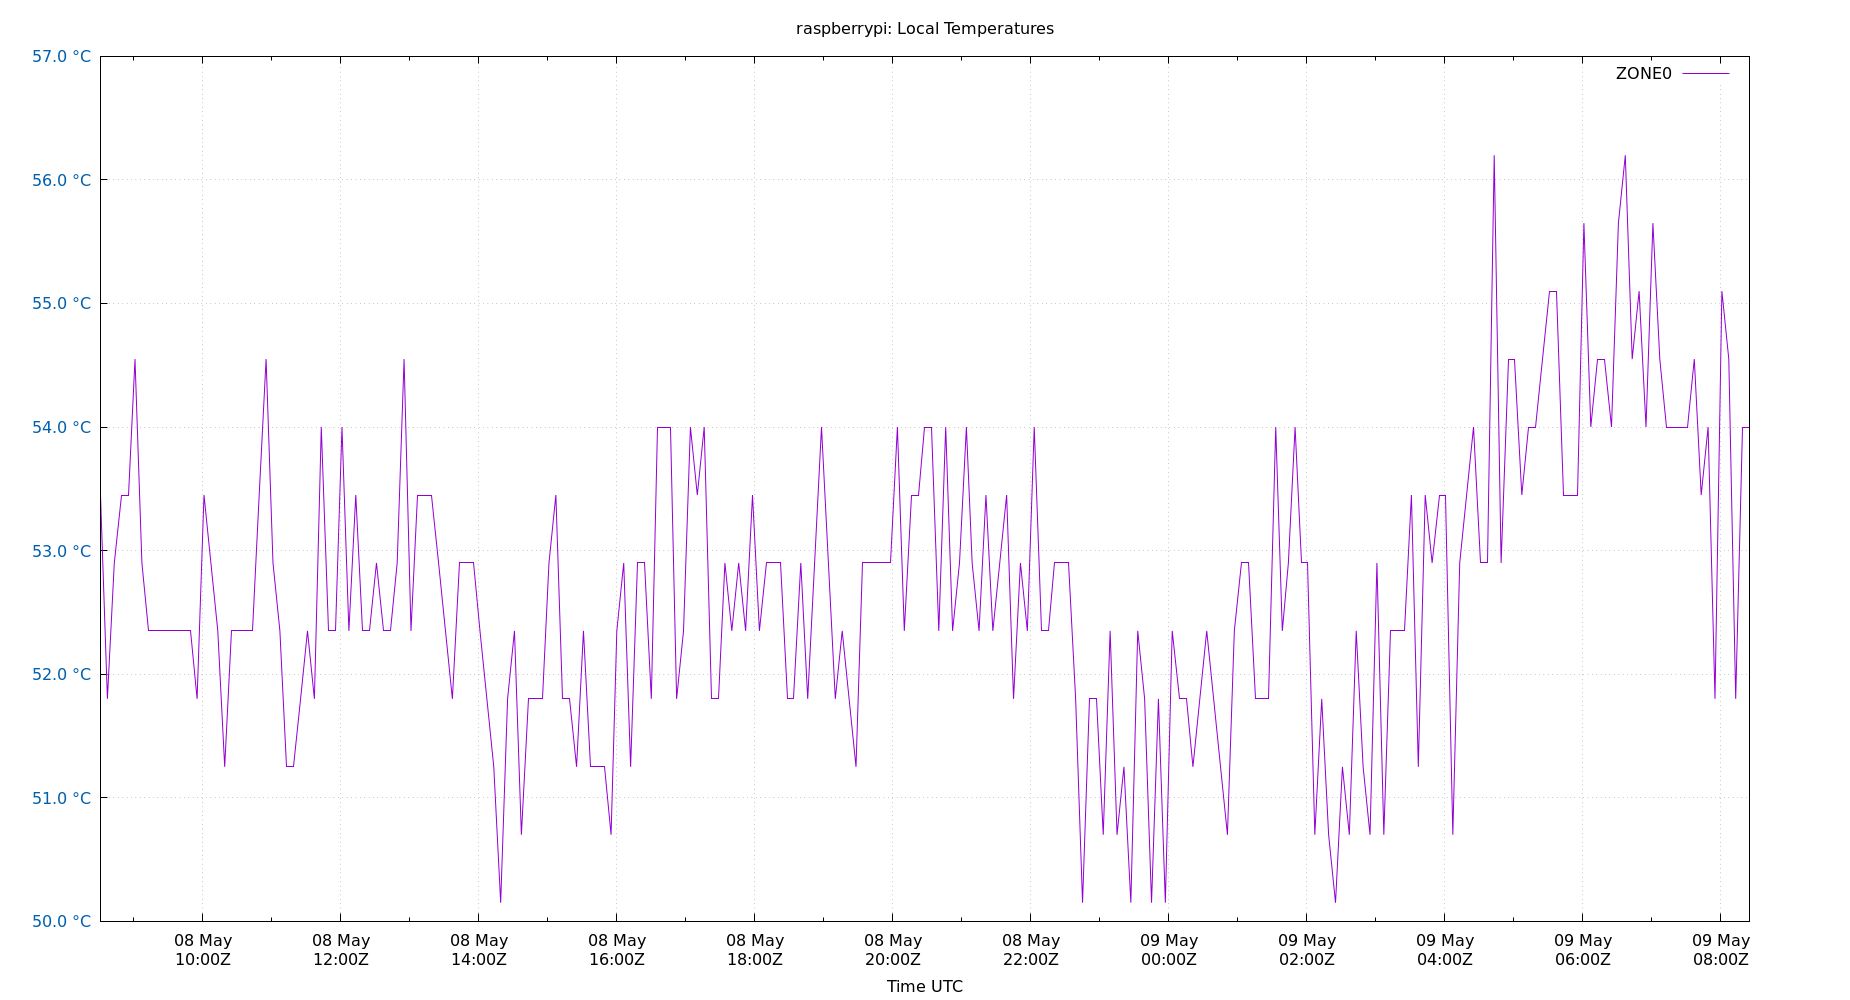 raspberrypi: Local Temperatures
57.0 °C
ZONE0
56.0 °C
55.0 °C
54.0 °C
53.0 °C
52.0 °C
51.0 °C
50.0 °C
08 May 08 May 08 May 08 May 08 May 08 May 08 May 09 May 09 May 09 May 09 May 09 May
10:00Z 12:00Z 14:00Z 16:00Z 18:00Z 20:00Z 22:00Z 00:00Z 02:00Z 04:00Z 06:00Z 08:00Z
Time UTC